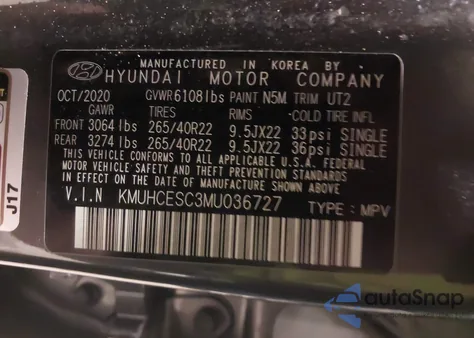 MANUFACTURED IN KOREA BY
HYUNDAI MOTOR COMPANY
OCT/2020 GVWR 6108lbs PAINT N5M TRIM UT2
GAWR TIRES RIMS COLD TIRE INFL
FRONT 3064lbs 265/40R22 9.5JX22 33psi SINGLE
REAR 3274lbs 265/40R22 9.5JX22 36psi SINGLE
THIS VEHICLE CONFORMS TO ALL APPLICABLE U.S.A. FEDERAL
MOTOR VEHICLE SAFETY AND THEFT PREVENTION STANDARDS
IN EFFECT ON THE DATE OF MANUFACTURE SHOWN ABOVE.
V.I.N KMUHCESC3MU036727 TYPE : MPV
J17
autoSnap